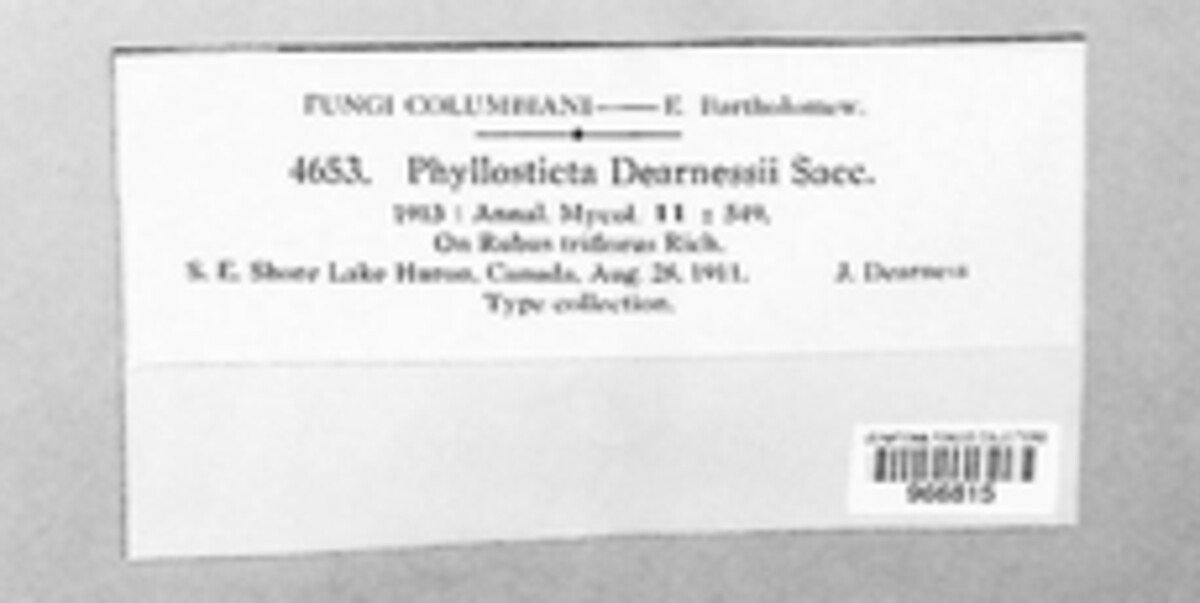 FUNGI COLUMBIANI—E. Bartholomew.
4653. Phyllosticta Dearnessii Sacc.
1913 : Annal. Mycol. 11 : 549.
On Rubus triflorus Rich.
S. E. Shore Lake Huron, Canada, Aug. 28, 1911. J. Dearness
Type collection.
966815